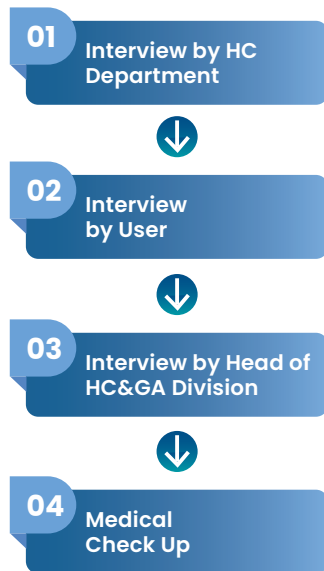 01
Interview by HC
Department
02
Interview
by User
03
Interview by Head of
HC&GA Division
04
Medical
Check Up